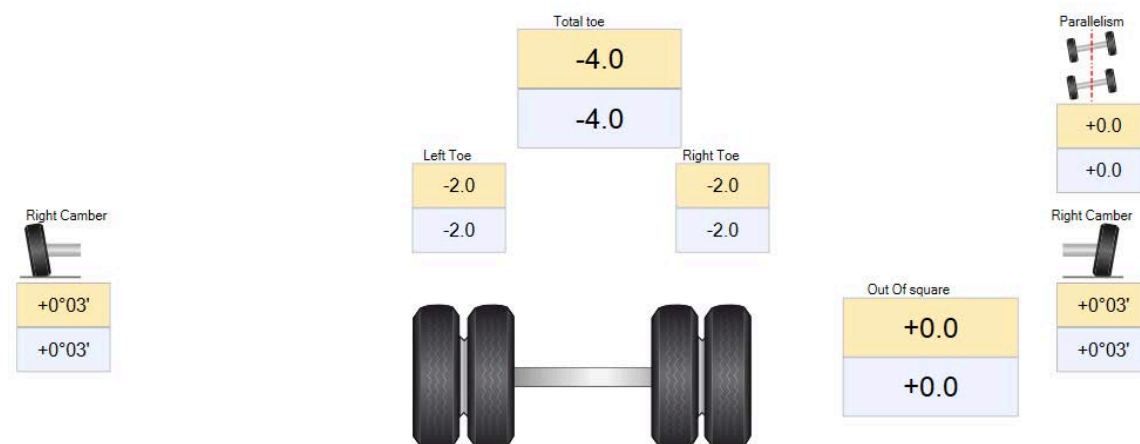 Total toe
-4.0
-4.0
Parallelism
+0.0
+0.0
Left Toe
-2.0
-2.0
Right Toe
-2.0
-2.0
Right Camber
+0°03'
+0°03'
Out Of square
+0.0
+0.0
Right Camber
+0°03'
+0°03'